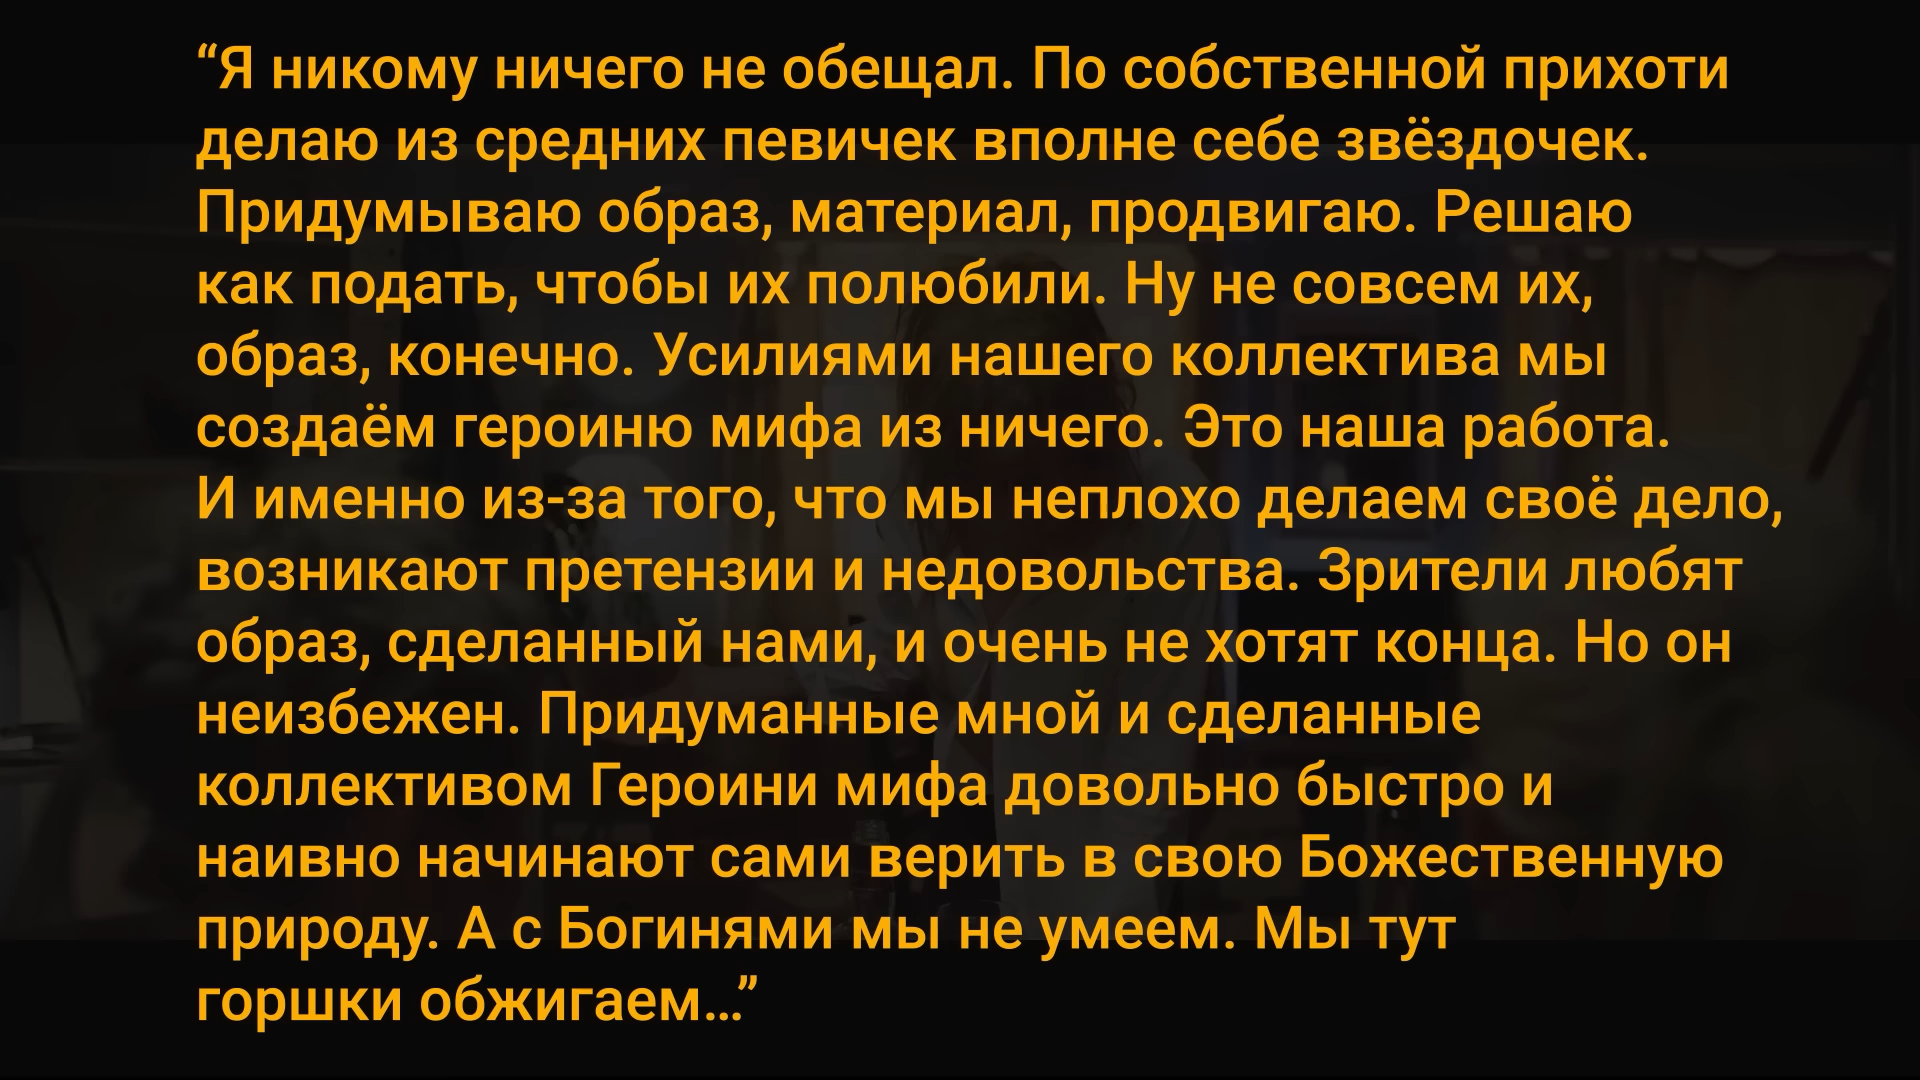 “Я никому ничего не обещал. По собственной прихоти
делаю из средних певичек вполне себе звёздочек.
Придумываю образ, материал, продвигаю. Решаю
как подать, чтобы их полюбили. Ну не совсем их,
образ, конечно. Усилиями нашего коллектива мы
создаём героиню мифа из ничего. Это наша работа.
И именно из-за того, что мы неплохо делаем своё дело,
возникают претензии и недовольства. Зрители любят
образ, сделанный нами, и очень не хотят конца. Но он
неизбежен. Придуманные мной и сделанные
коллективом Героини мифа довольно быстро и
наивно начинают сами верить в свою Божественную
природу. А с Богинями мы не умеем. Мы тут
горшки обжигаем…”